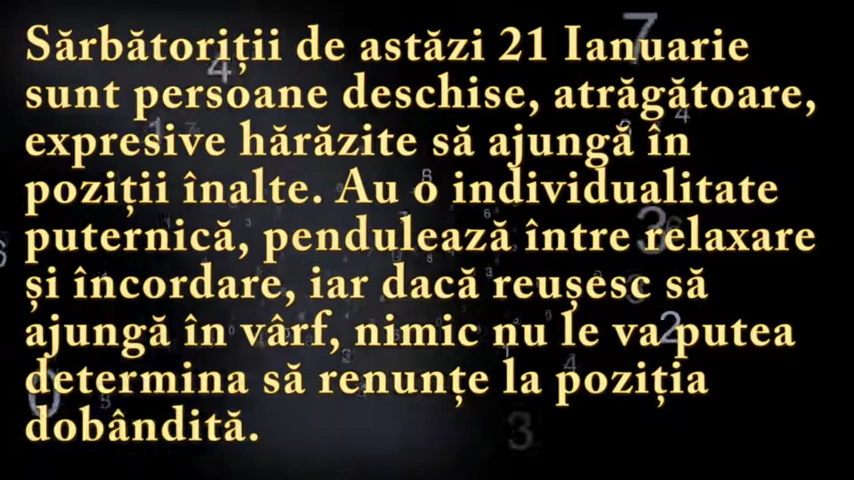 Sărbătoriții de astăzi 21 Ianuarie
sunt persoane deschise, atrăgătoare,
expresive hărăzite să ajungă în
poziții înalte. Au o individualitate
puternică, pendulează între relaxare
și încordare, iar dacă reușesc să
ajungă în vârf, nimic nu le va putea
determina să renunțe la poziția
dobândită.